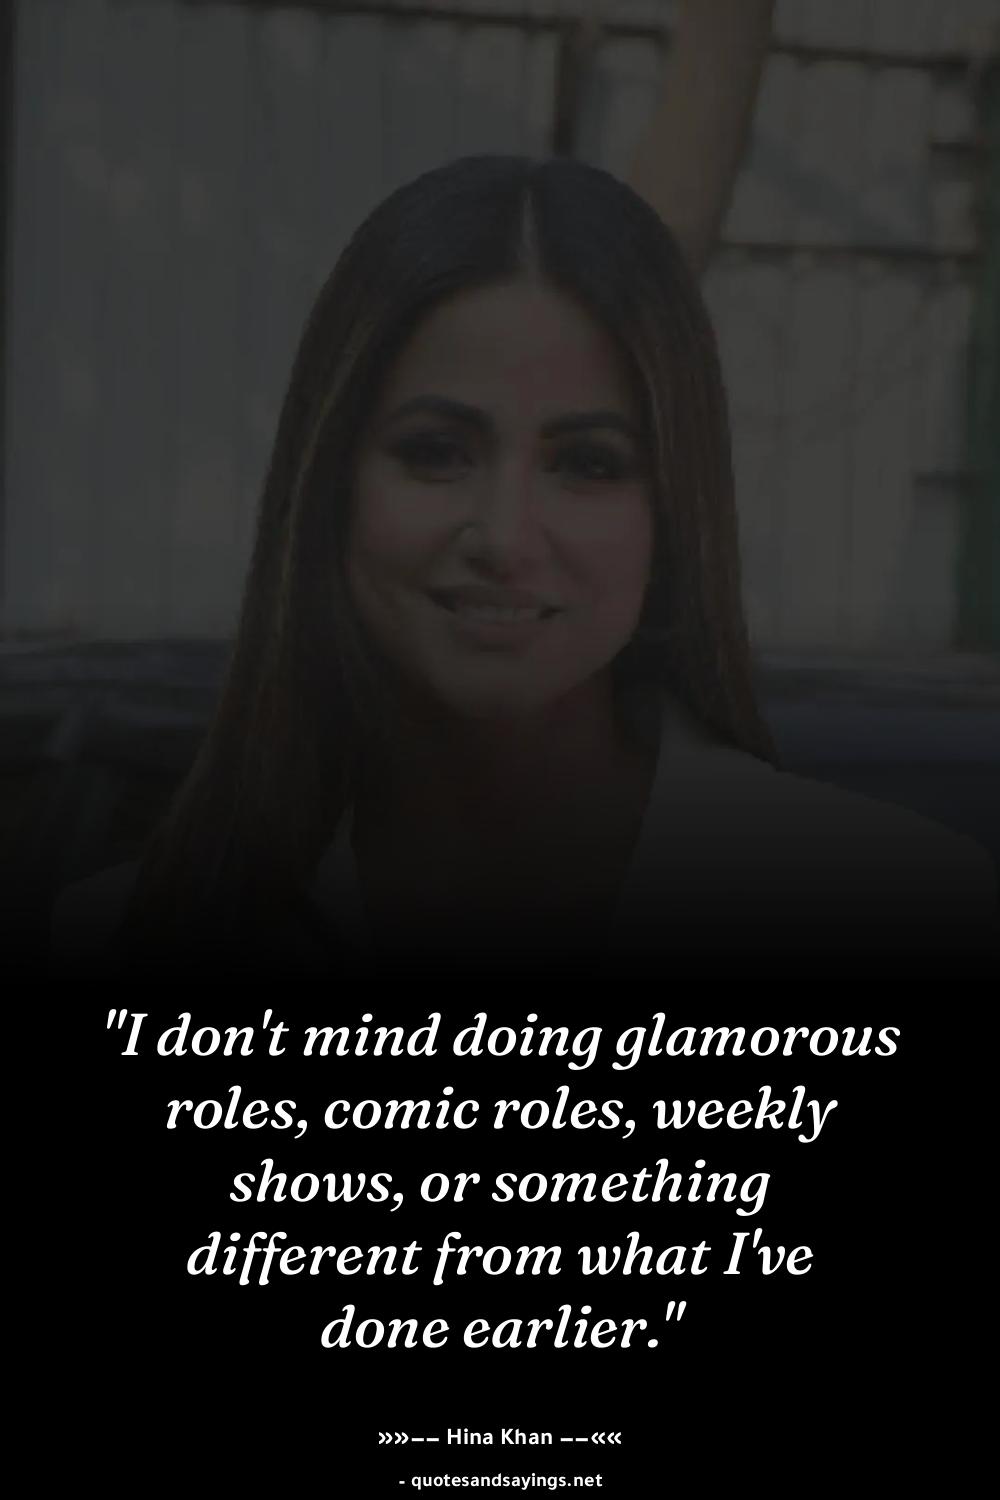 "I don't mind doing glamorous
roles, comic roles, weekly
shows, or something
different from what I've
done earlier."
»»−− Hina Khan −−««
- quotesandsayings.net